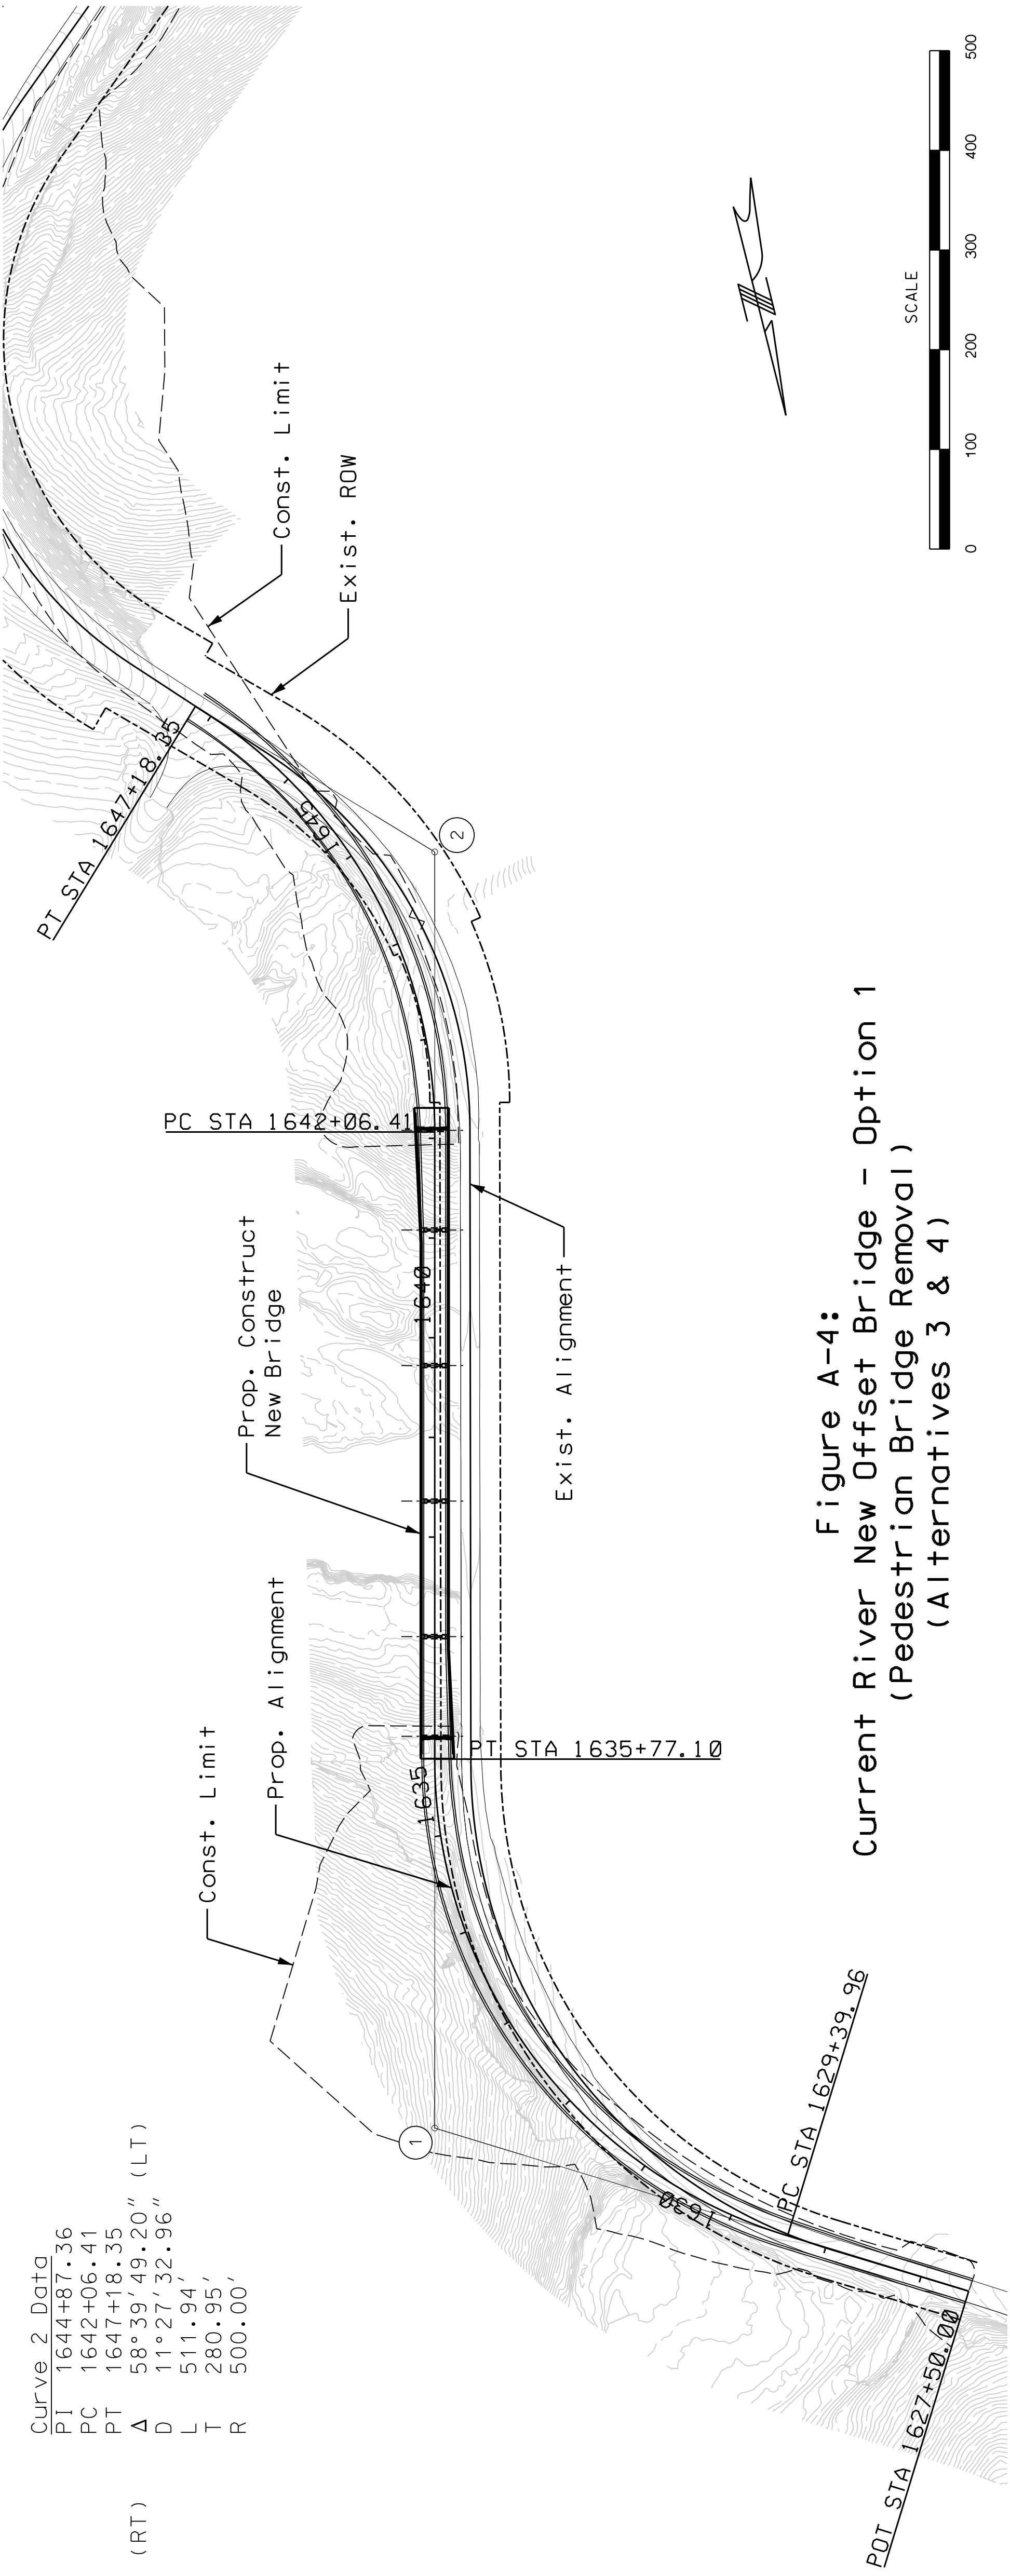 Curve 2 Data
PI 1644+87.36
PC 1642+06.41
PT 1647+18.35
(RT) Δ 58°39'49.20" (LT)
D 11°27'32.96"
L 511.94'
T 280.95'
R 500.00'
PT STA 1647+18.35
Const. Limit
Exist. ROW
1645
2
PC STA 1642+06.41
Prop. Construct
New Bridge
1640
Exist. Alignment
Prop. Alignment
Const. Limit
1635
PT STA 1635+77.10
1
1630
PC STA 1629+39.96
POT STA 1627+50.00
SCALE
0 100 200 300 400 500
Figure A-4:
Current River New Offset Bridge - Option 1
(Pedestrian Bridge Removal)
(Alternatives 3 & 4)